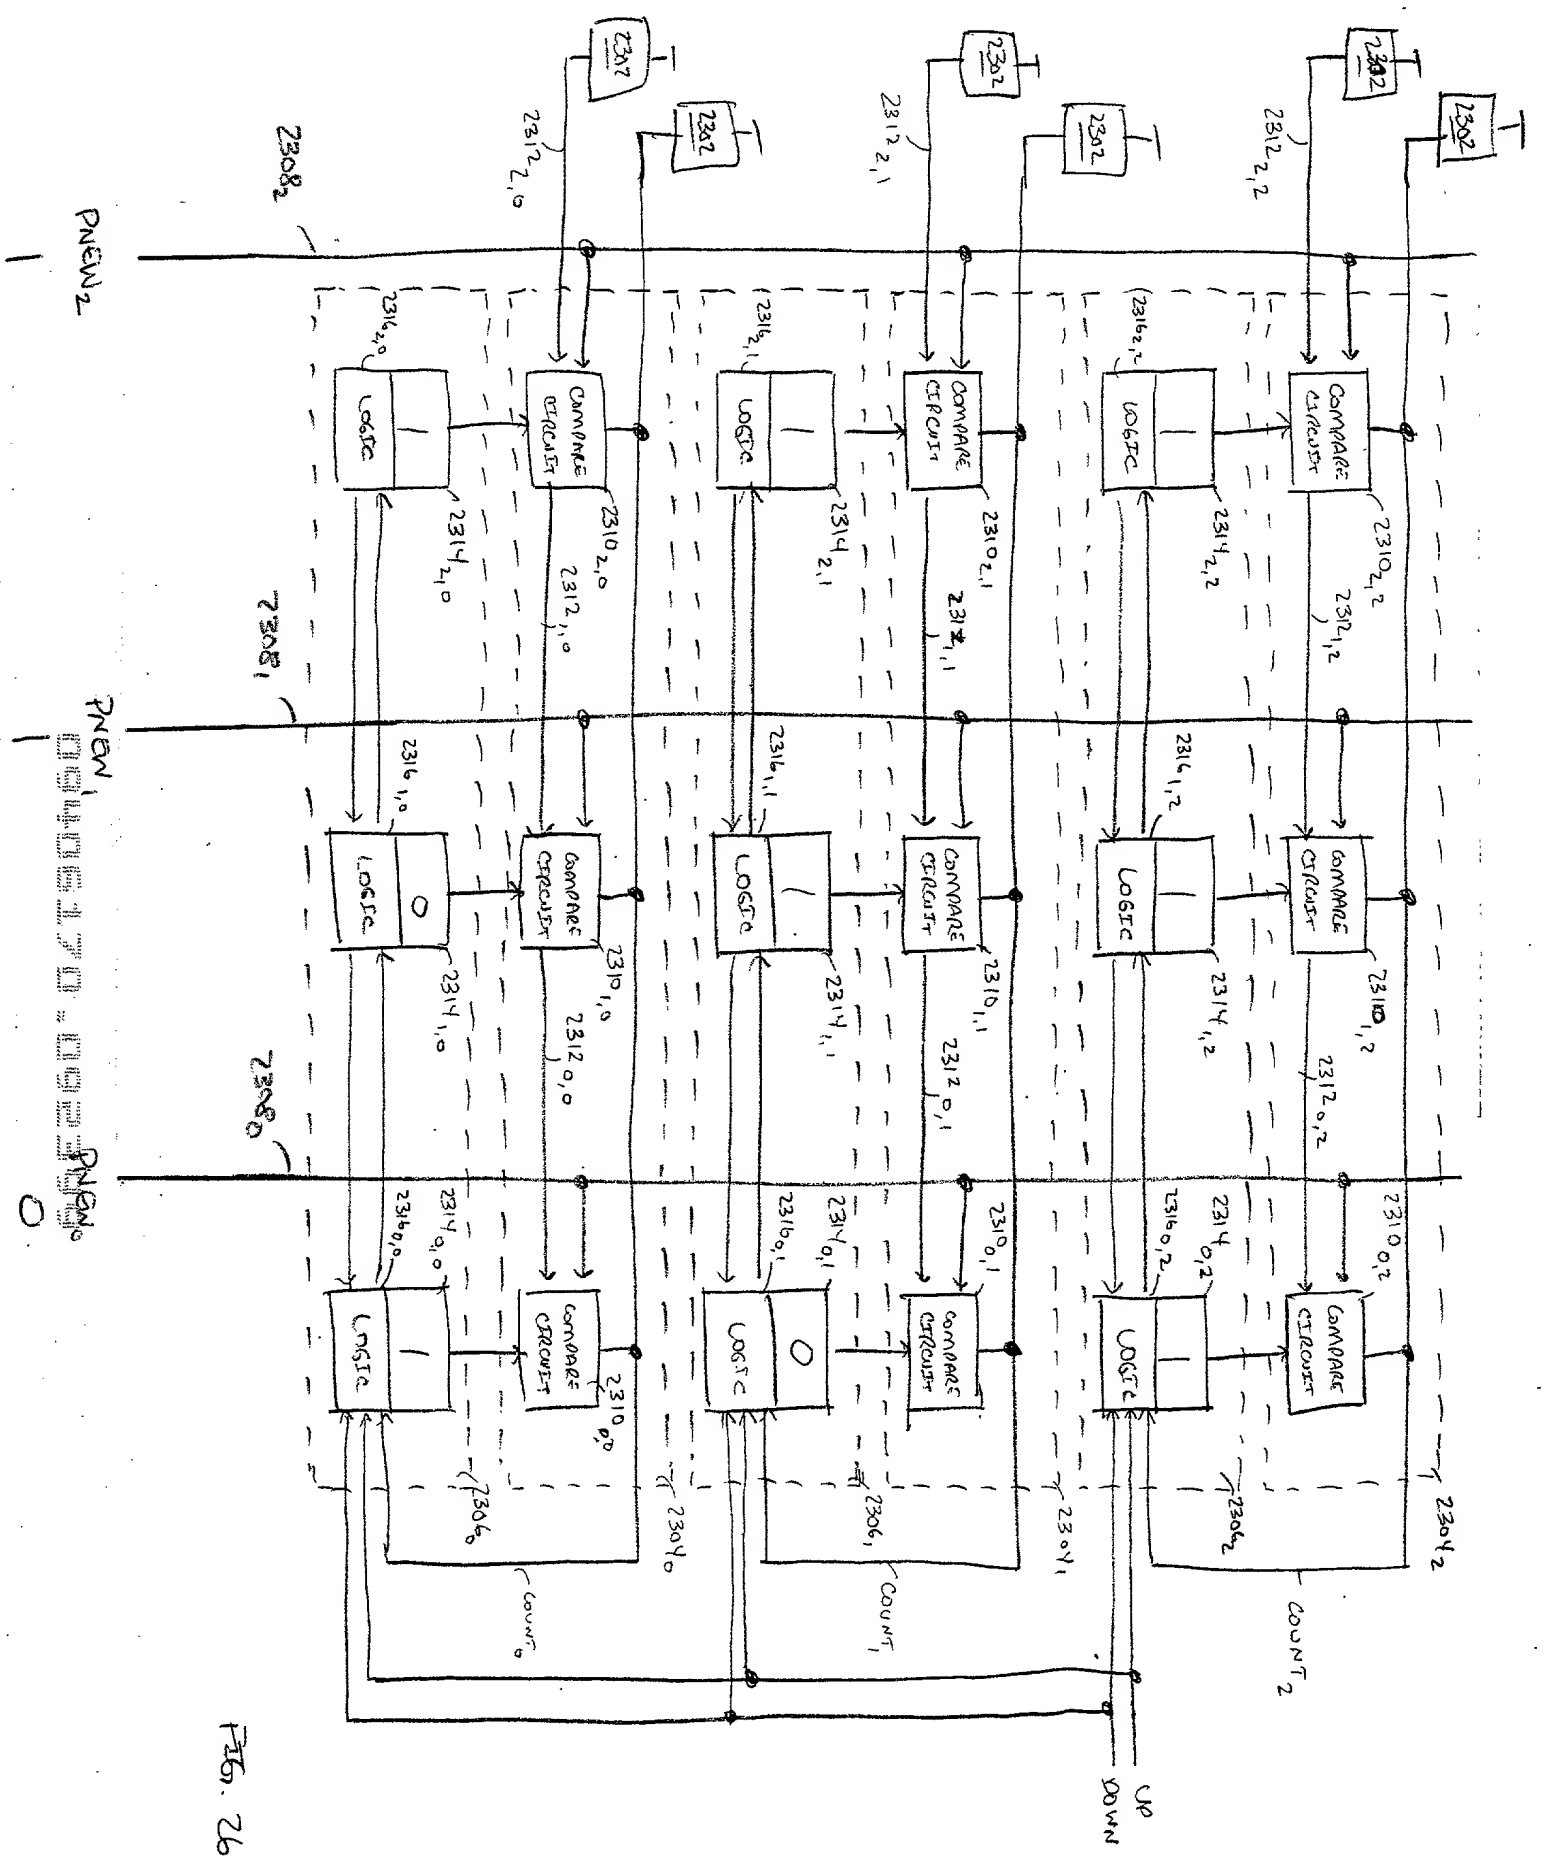 2302
2302
2310₂,₂
2310₁,₂
2310₀,₂
2304₂
2312₂,₂
COMPARE
CIRCUIT
2312₁,₂
COMPARE
CIRCUIT
2312₀,₂
COMPARE
CIRCUIT
COUNT₂
2314₂,₂
2314₁,₂
2314₀,₂
2306₂
2316₂,₂
1
LOGIC
2316₁,₂
1
LOGIC
2316₀,₂
1
LOGIC
UP
DOWN
2302
2302
2310₂,₁
2310₁,₁
2310₀,₁
2304₁
2312₂,₁
COMPARE
CIRCUIT
2312₁,₁
COMPARE
CIRCUIT
2312₀,₁
COMPARE
CIRCUIT
COUNT₁
2314₂,₁
2314₁,₁
2314₀,₁
2306₁
2316₂,₁
1
LOGIC
2316₁,₁
1
LOGIC
2316₀,₁
0
LOGIC
2302
2302
2310₂,₀
2310₁,₀
2310₀,₀
2304₀
2312₂,₀
COMPARE
CIRCUIT
2312₁,₀
COMPARE
CIRCUIT
2312₀,₀
COMPARE
CIRCUIT
COUNT₀
2314₂,₀
2314₁,₀
2314₀,₀
2306₀
2316₂,₀
1
LOGIC
2316₁,₀
0
LOGIC
2316₀,₀
1
LOGIC
2308₂
2308₁
2308₀
FIG. 26
PNEW₂
PNEW₁
PNEW₀
1
1
0